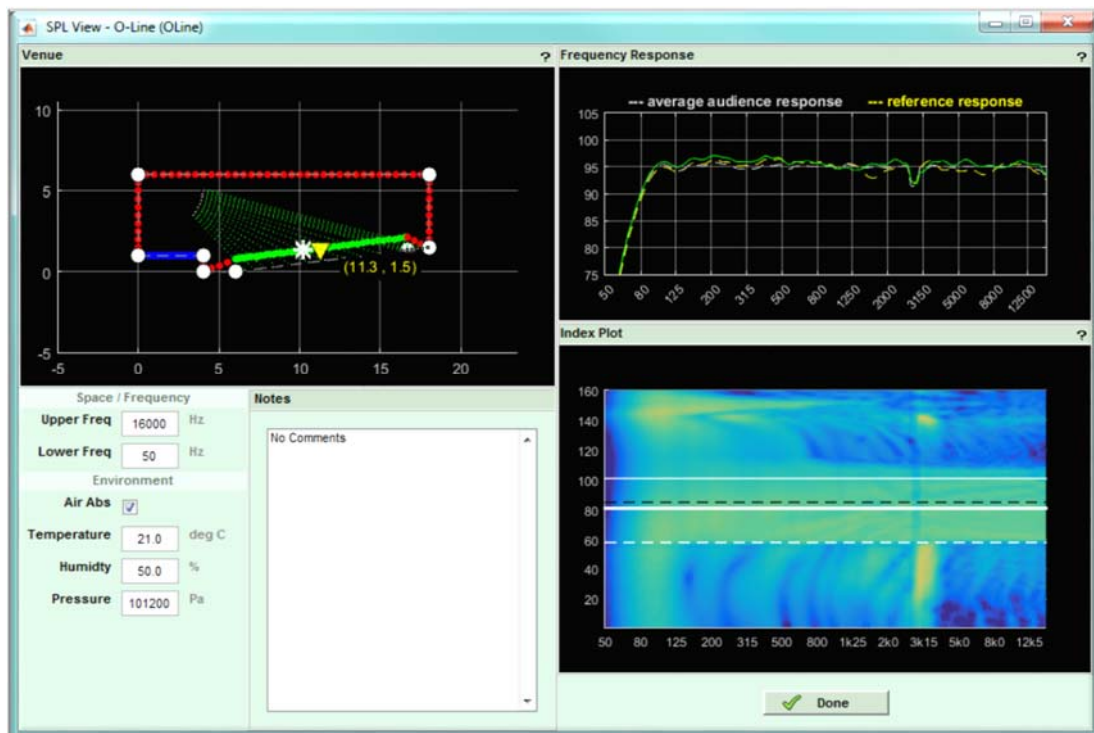 SPL View - O-Line (OLine)
Venue ?
10
5
0
-5
-5 0 5 10 15 20
(11.3 , 1.5)
Frequency Response ?
--- average audience response --- reference response
105
100
95
90
85
80
75
50 80 125 200 315 500 800 1250 2000 3150 5000 8000 12500
Space / Frequency
Upper Freq 16000 Hz
Lower Freq 50 Hz
Environment
Air Abs
Temperature 21.0 deg C
Humidty 50.0 %
Pressure 101200 Pa
Notes
No Comments
Index Plot ?
160
140
120
100
80
60
40
20
50 80 125 200 315 500 800 1k25 2k0 3k15 5k0 8k0 12k5
Done